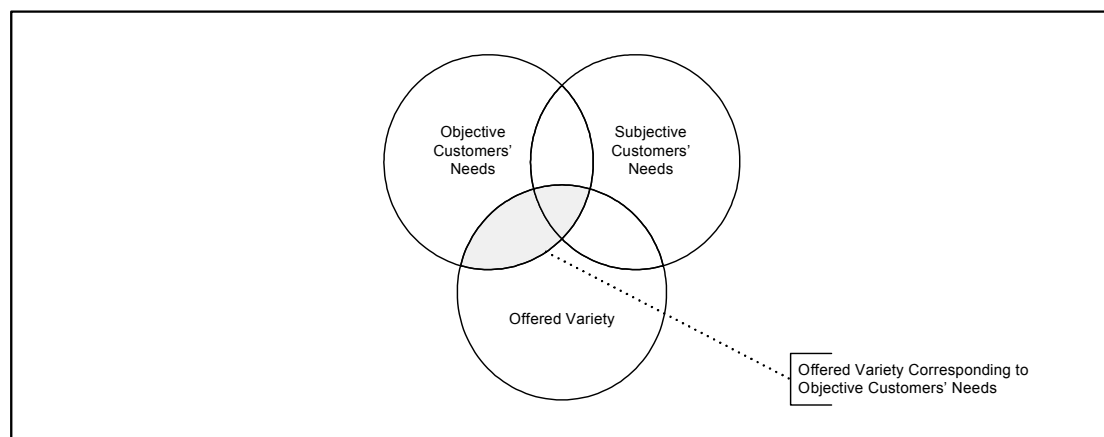 Objective
Customers’
Needs
Subjective
Customers’
Needs
Offered Variety
Offered Variety Corresponding to
Objective Customers’ Needs